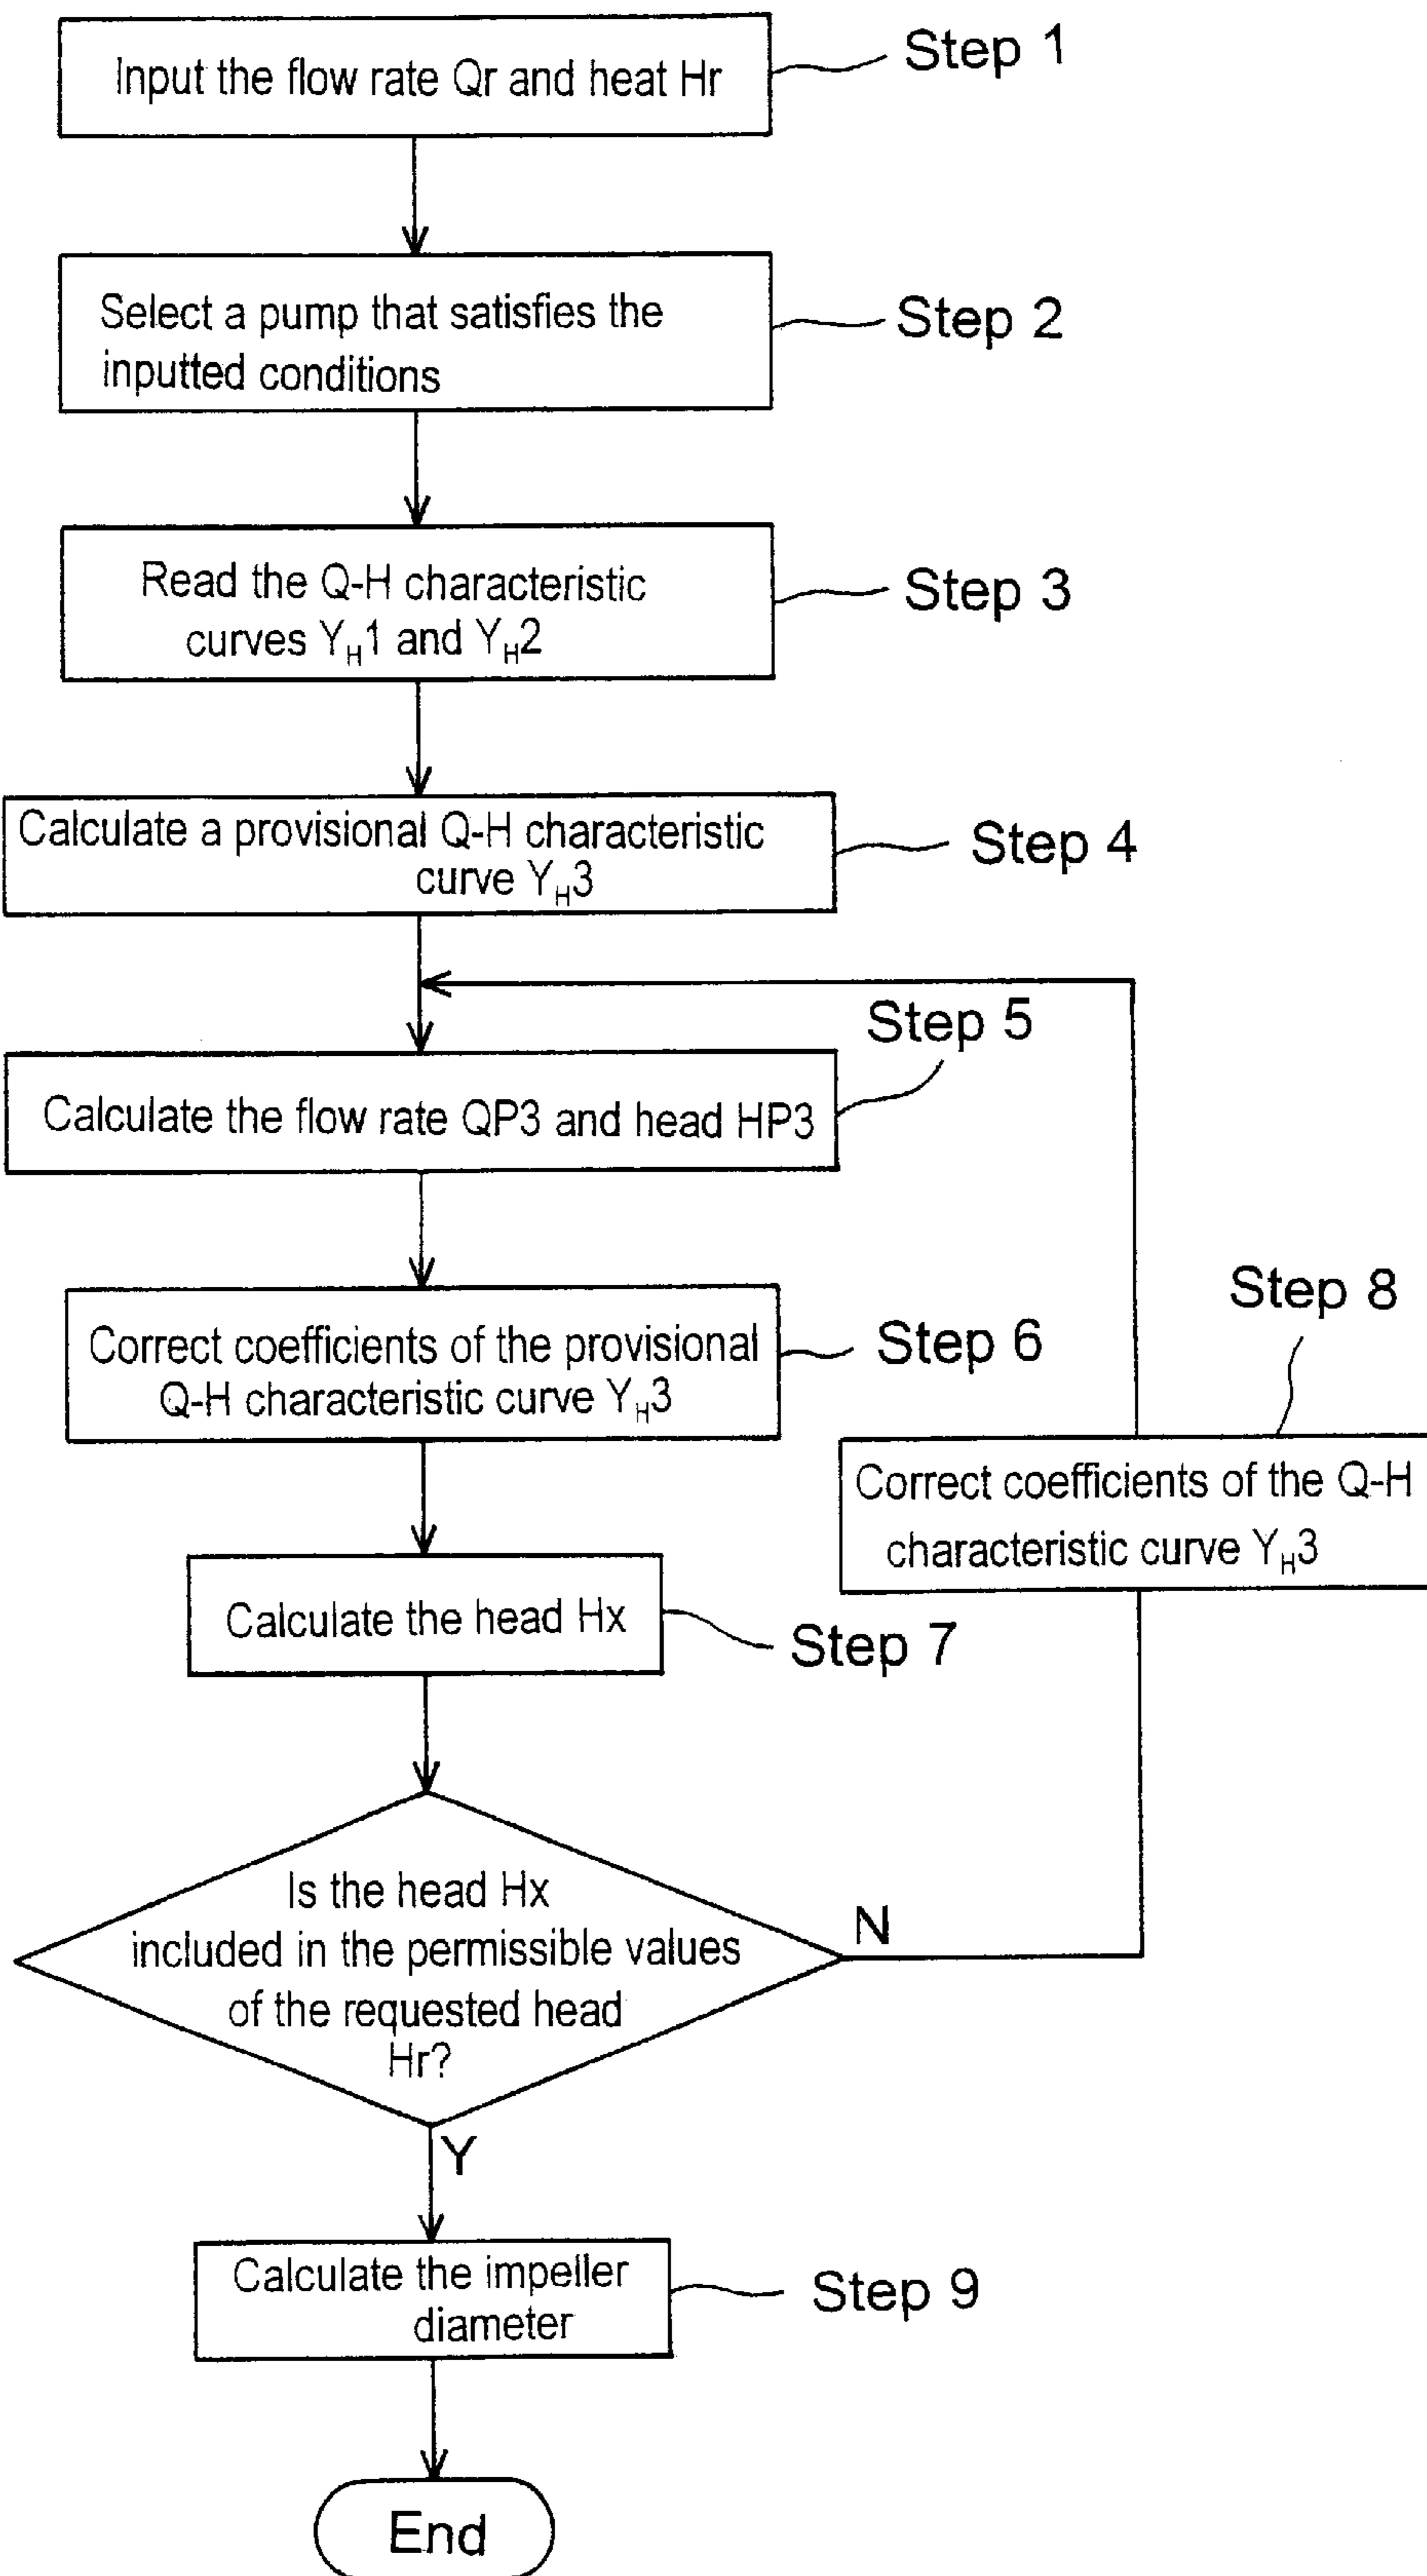 Input the flow rate Qr and heat Hr
Step 1
Select a pump that satisfies the
inputted conditions
Step 2
Read the Q-H characteristic
curves YH1 and YH2
Step 3
Calculate a provisional Q-H characteristic
curve YH3
Step 4
Step 5
Calculate the flow rate QP3 and head HP3
Correct coefficients of the provisional
Q-H characteristic curve YH3
Step 6
Step 8
Correct coefficients of the Q-H
characteristic curve YH3
Calculate the head Hx
Step 7
Is the head Hx
included in the permissible values
of the requested head
Hr?
N
Y
Calculate the impeller
diameter
Step 9
End